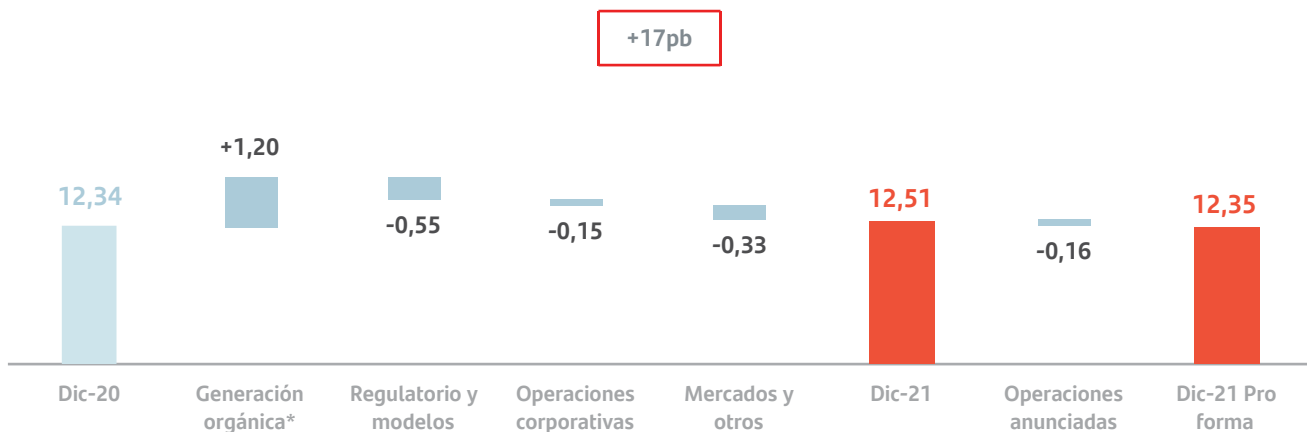 +17pb
+1,20
12,34
-0,55
-0,15
-0,33
12,51
-0,16
12,35
Dic-20
Generación
orgánica*
Regulatorio y
modelos
Operaciones
corporativas
Mercados y
otros
Dic-21
Operaciones
anunciadas
Dic-21 Pro
forma